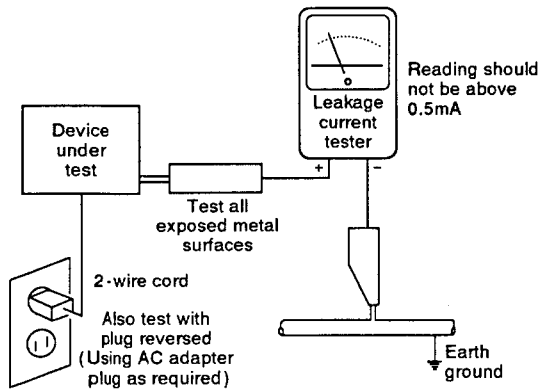 Device
under
test
Leakage
current
tester
+
−
Reading should
not be above
0.5mA
Test all
exposed metal
surfaces
2-wire cord
Also test with
plug reversed
(Using AC adapter
plug as required)
Earth
ground